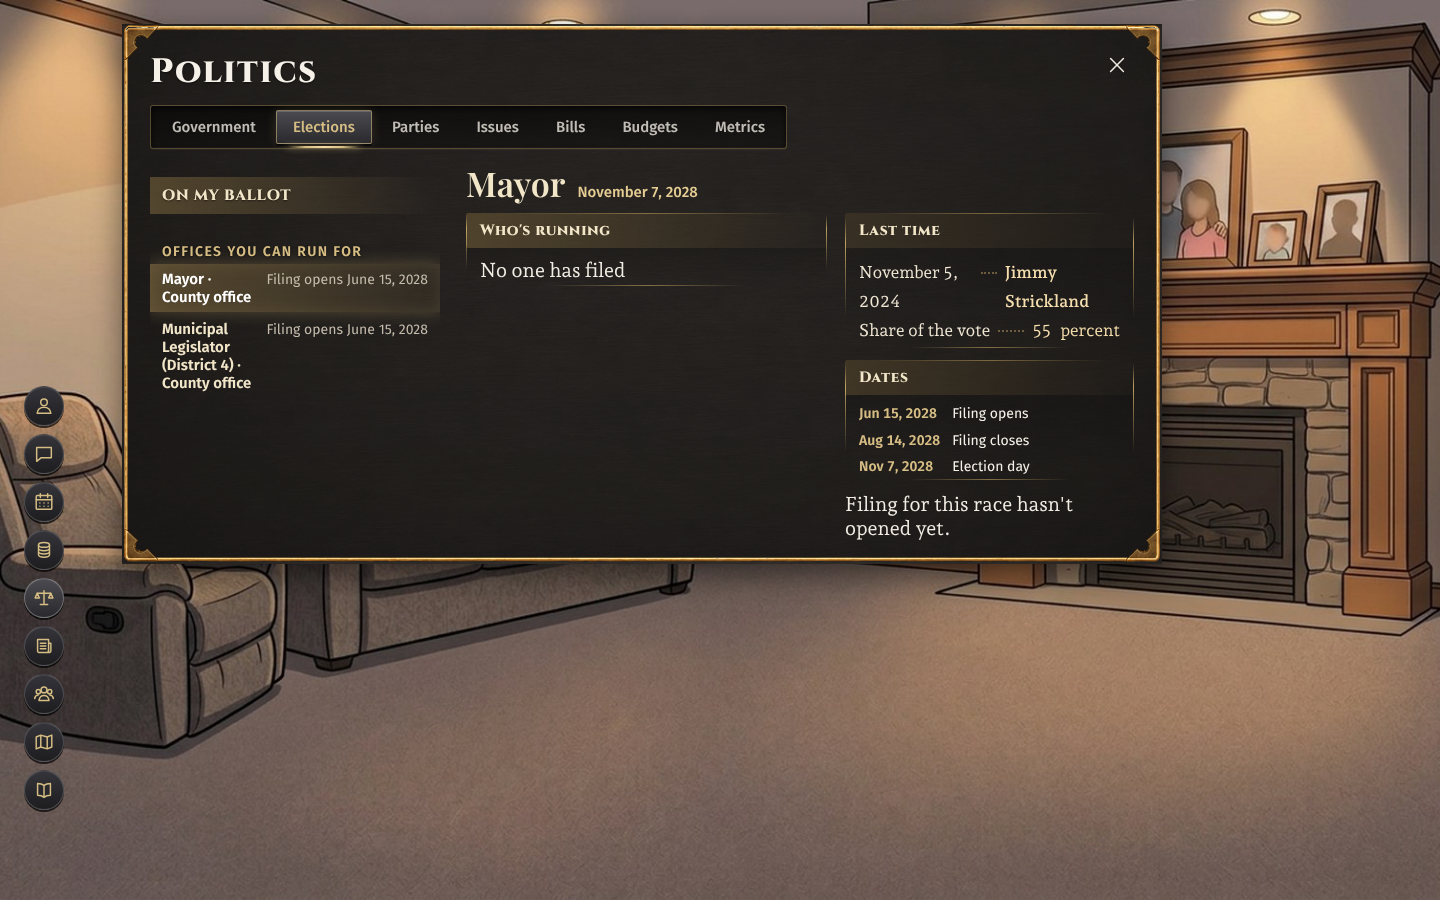 Politics
Government
Elections
Parties
Issues
Bills
Budgets
Metrics
ON MY BALLOT
OFFICES YOU CAN RUN FOR
Mayor · Filing opens June 15, 2028
County office
Municipal Filing opens June 15, 2028
Legislator
(District 4) ·
County office
Mayor November 7, 2028
Who's running
No one has filed
Last time
November 5, Jimmy
2024 Strickland
Share of the vote 55 percent
Dates
Jun 15, 2028 Filing opens
Aug 14, 2028 Filing closes
Nov 7, 2028 Election day
Filing for this race hasn't
opened yet.